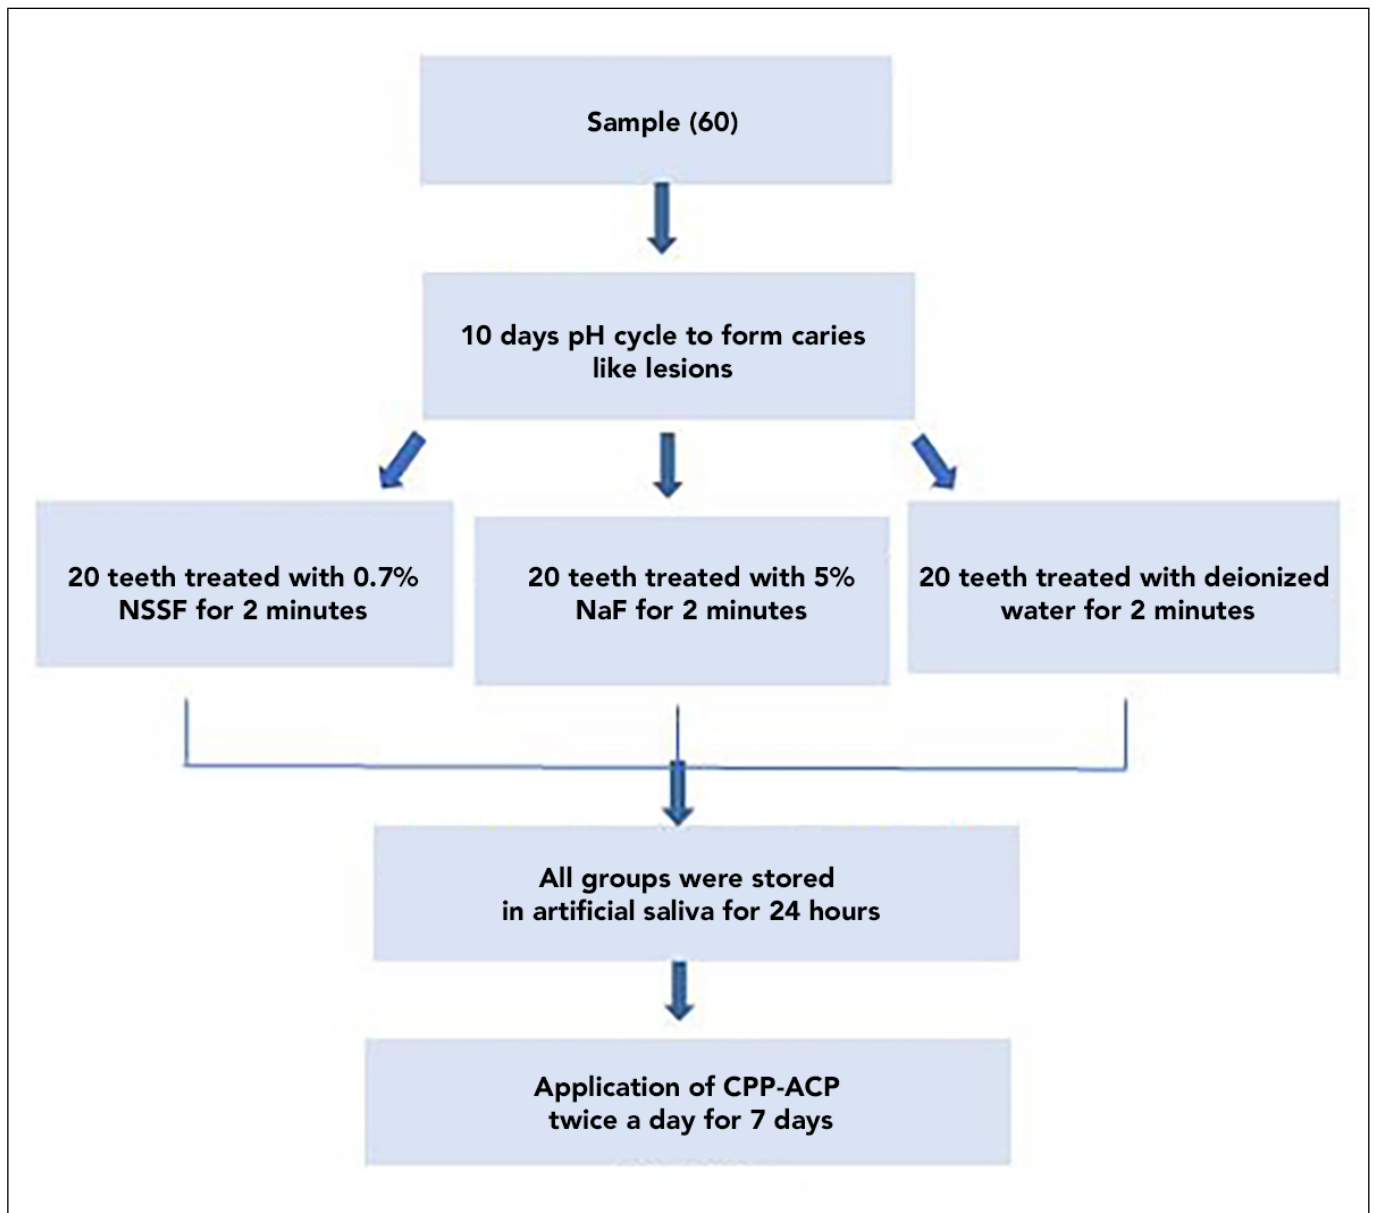 Sample (60)
10 days pH cycle to form caries
like lesions
20 teeth treated with 0.7%
NSSF for 2 minutes
20 teeth treated with 5%
NaF for 2 minutes
20 teeth treated with deionized
water for 2 minutes
All groups were stored
in artificial saliva for 24 hours
Application of CPP-ACP
twice a day for 7 days